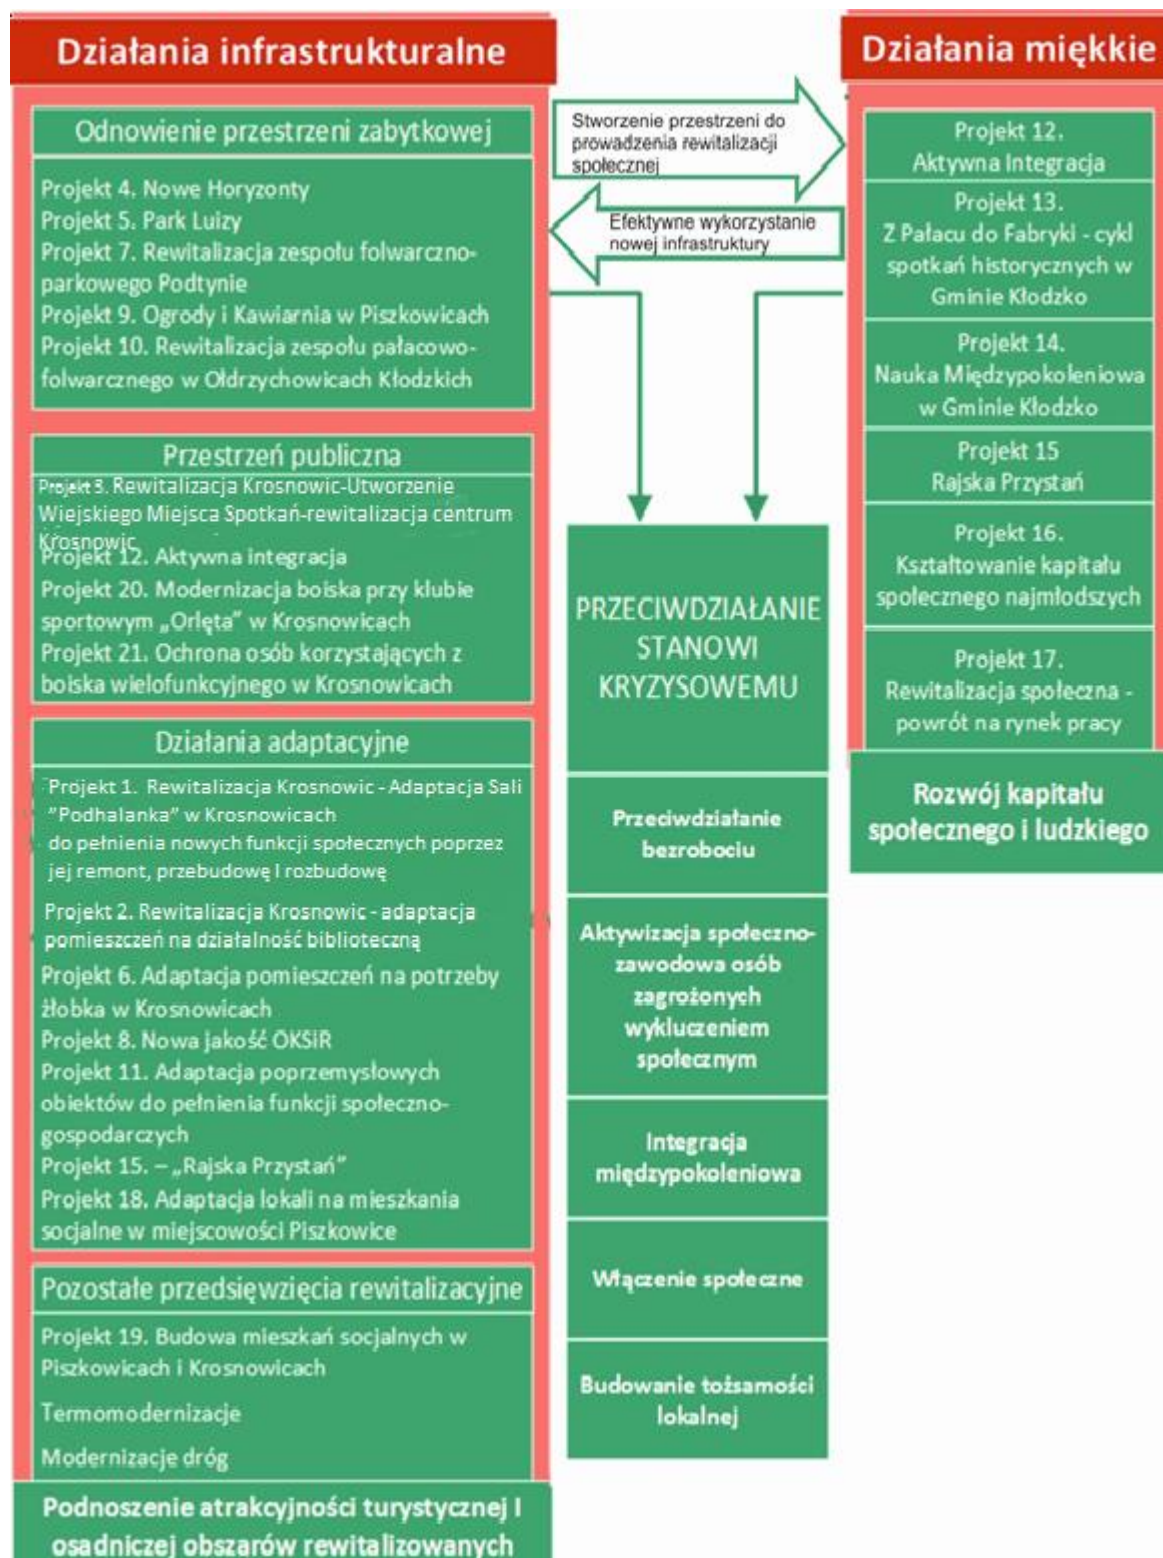 Działania infrastrukturalne
Odnowienie przestrzeni zabytkowej
Projekt 4. Nowe Horyzonty
Projekt 5. Park Luizy
Projekt 7. Rewitalizacja zespołu folwarczno-
parkowego Podtynie
Projekt 9. Ogrody i Kawiarnia w Piszkowicach
Projekt 10. Rewitalizacja zespołu pałacowo-
folwarcznego w Ołdrzychowicach Kłodzkich
Przestrzeń publiczna
Projekt 3. Rewitalizacja Krosnowic-Utworzenie
Wiejskiego Miejsca Spotkań-rewitalizacja centrum
Krosnowic
Projekt 12. Aktywna integracja
Projekt 20. Modernizacja boiska przy klubie
sportowym „Orlęta” w Krosnowicach
Projekt 21. Ochrona osób korzystających z
boiska wielofunkcyjnego w Krosnowicach
Działania adaptacyjne
Projekt 1. Rewitalizacja Krosnowic - Adaptacja Sali
"Podhalanka" w Krosnowicach
do pełnienia nowych funkcji społecznych poprzez
jej remont, przebudowę I rozbudowę
Projekt 2. Rewitalizacja Krosnowic - adaptacja
pomieszczeń na działalność biblioteczną
Projekt 6. Adaptacja pomieszczeń na potrzeby
żłobka w Krosnowicach
Projekt 8. Nowa jakość OKSiR
Projekt 11. Adaptacja poprzemysłowych
obiektów do pełnienia funkcji społeczno-
gospodarczych
Projekt 15. – „Rajska Przystań”
Projekt 18. Adaptacja lokali na mieszkania
socjalne w miejscowości Piszkowice
Pozostałe przedsięwzięcia rewitalizacyjne
Projekt 19. Budowa mieszkań socjalnych w
Piszkowicach i Krosnowicach
Termomodernizacje
Modernizacje dróg
Podnoszenie atrakcyjności turystycznej I
osadniczej obszarów rewitalizowanych
Stworzenie przestrzeni do
prowadzenia rewitalizacji
społecznej
Efektywne wykorzystanie
nowej infrastruktury
PRZECIWDZIAŁANIE
STANOWI
KRYZYSOWEMU
Przeciwdziałanie
bezrobociu
Aktywizacja społeczno-
zawodowa osób
zagrożonych
wykluczeniem
społecznym
Integracja
międzypokoleniowa
Włączenie społeczne
Budowanie tożsamości
lokalnej
Działania miękkie
Projekt 12.
Aktywna Integracja
Projekt 13.
Z Pałacu do Fabryki - cykl
spotkań historycznych w
Gminie Kłodzko
Projekt 14.
Nauka Międzypokoleniowa
w Gminie Kłodzko
Projekt 15
Rajska Przystań
Projekt 16.
Kształtowanie kapitału
społecznego najmłodszych
Projekt 17.
Rewitalizacja społeczna -
powrót na rynek pracy
Rozwój kapitału
społecznego i ludzkiego